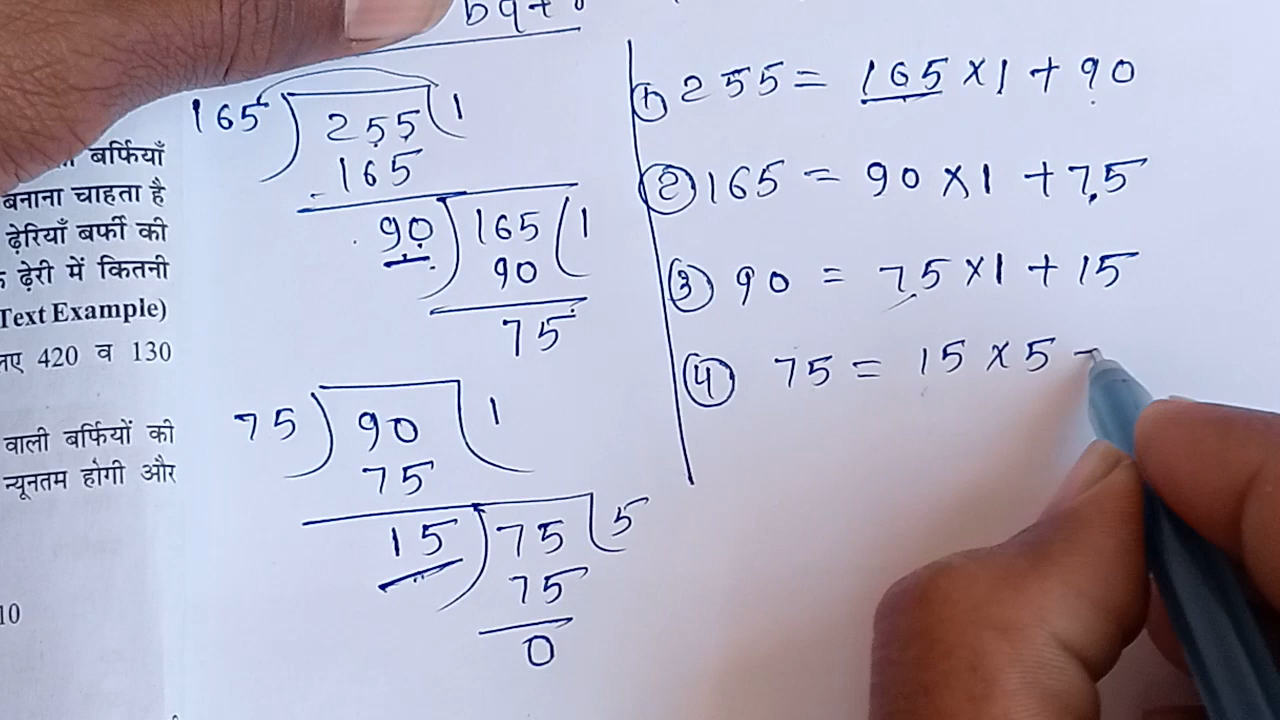 बर्फियाँ
बनाना चाहता है
ढ़ेरियाँ बर्फी की
ढ़ेरी में कितनी
Text Example)
420 व 130
वाली बर्फियों की
न्यूनतम होगी और
10
165 ) 255 ( 1
165
90 ) 165 ( 1
90
75
75 ) 90 ( 1
75
15 ) 75 ( 5
75
0
① 255 = 165 × 1 + 90
② 165 = 90 × 1 + 75
③ 90 = 75 × 1 + 15
④ 75 = 15 × 5